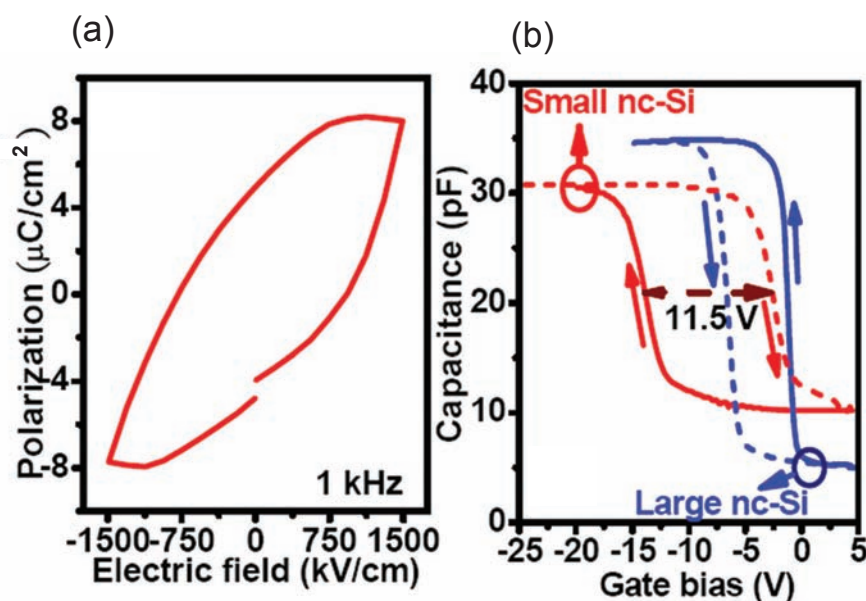 (a)
8
4
0
-4
-8
Polarization (μC/cm²)
1 kHz
-1500 -750 0 750 1500
Electric field (kV/cm)
(b)
40
30
20
10
0
Capacitance (pF)
Small nc-Si
11.5 V
Large nc-Si
-25 -20 -15 -10 -5 0 5
Gate bias (V)